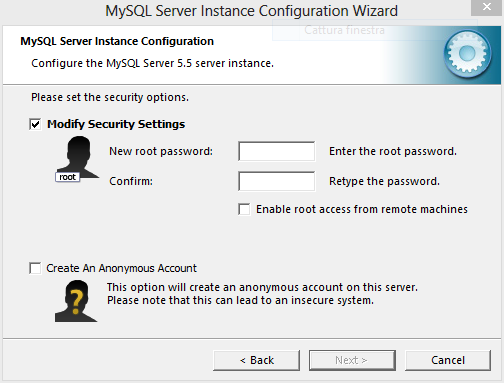 MySQL Server Instance Configuration Wizard
Cattura finestra
MySQL Server Instance Configuration
Configure the MySQL Server 5.5 server instance.
Please set the security options.
Modify Security Settings
root
New root password:
Enter the root password.
Confirm:
Retype the password.
Enable root access from remote machines
Create An Anonymous Account
This option will create an anonymous account on this server.
Please note that this can lead to an insecure system.
< Back
Next >
Cancel